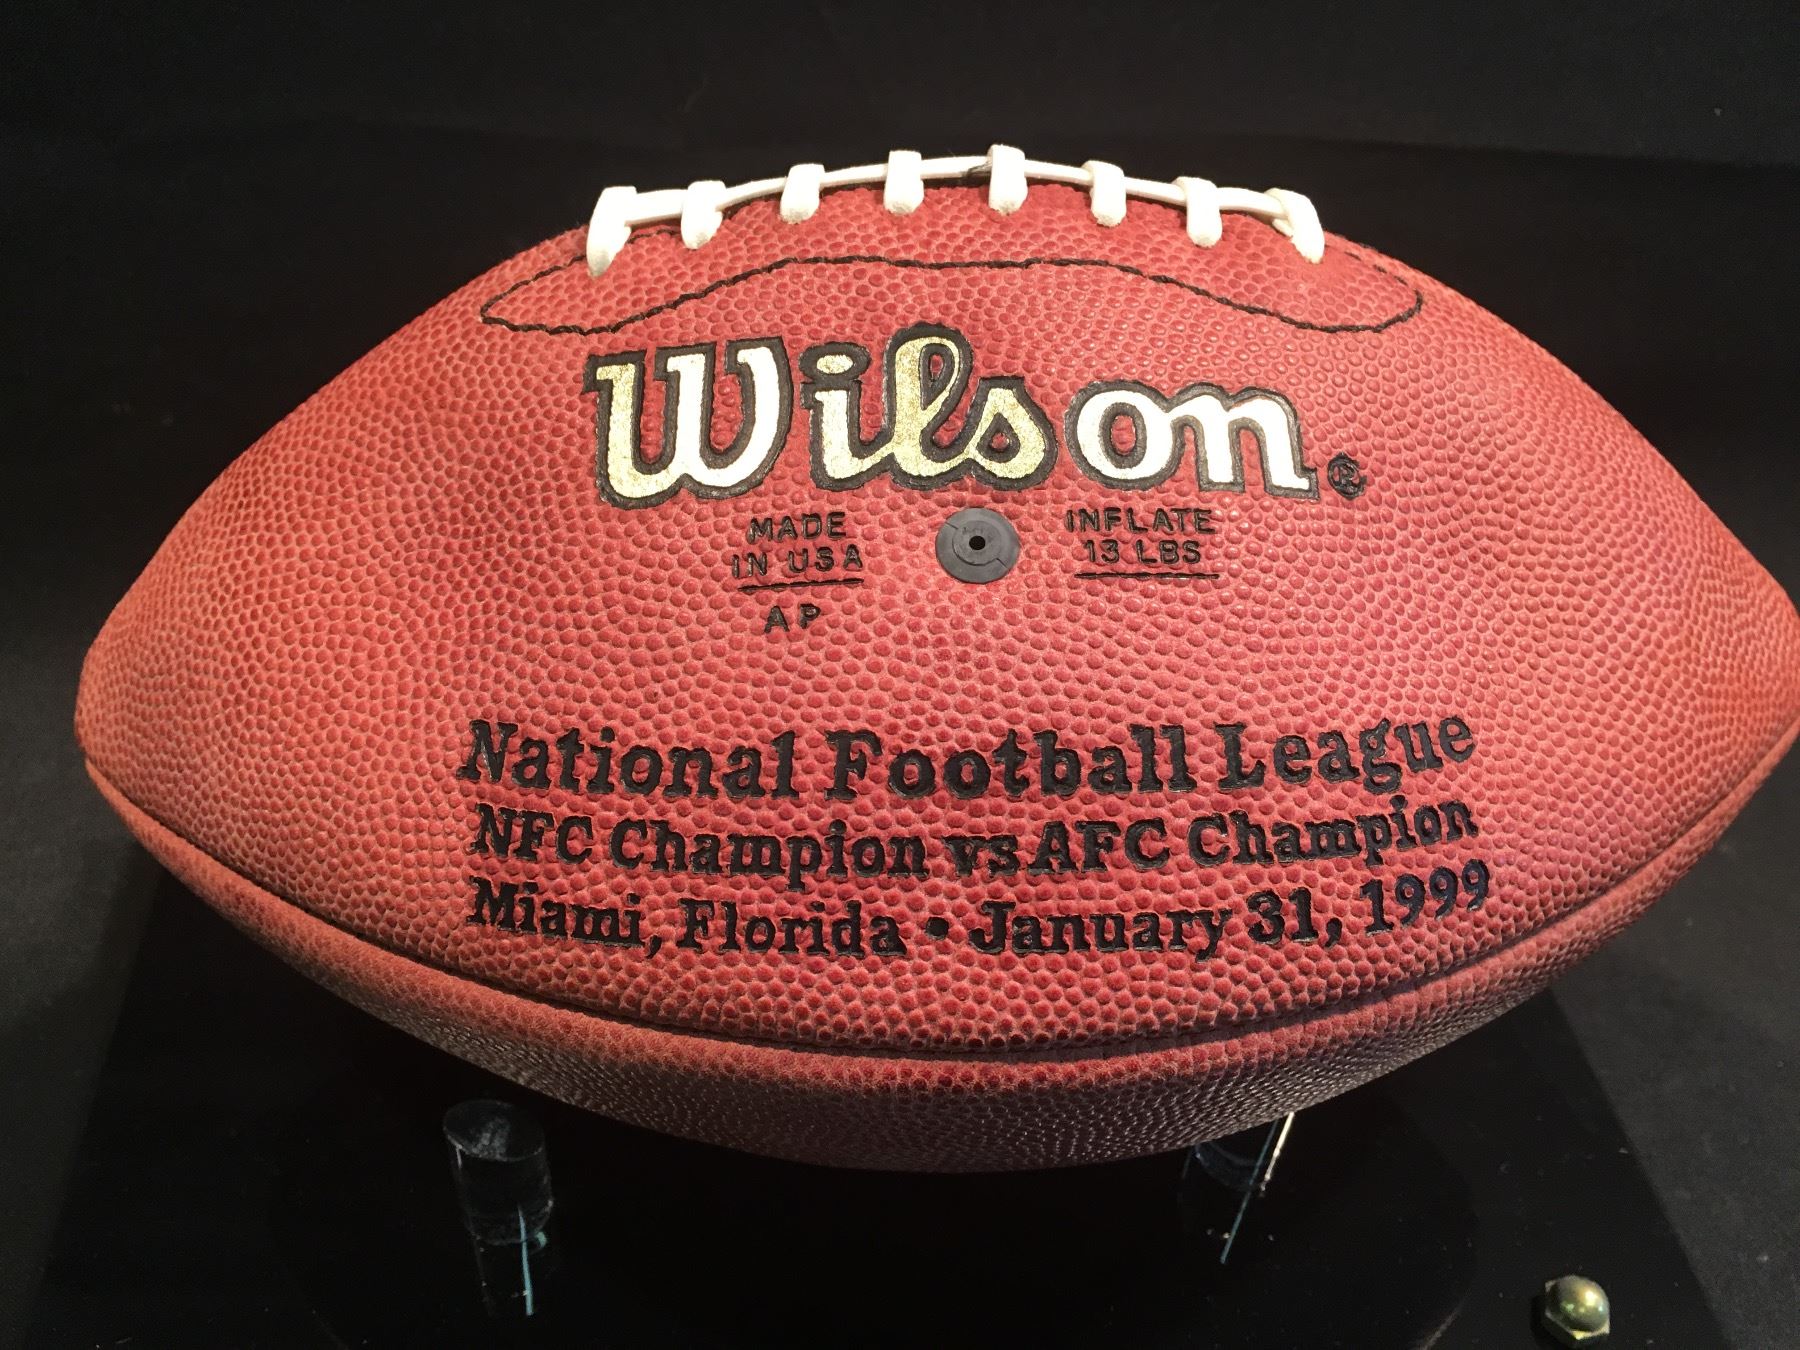 Wilson®
MADE
IN USA
AP
INFLATE
13 LBS
National Football League
NFC Champion vs AFC Champion
Miami, Florida • January 31, 1999